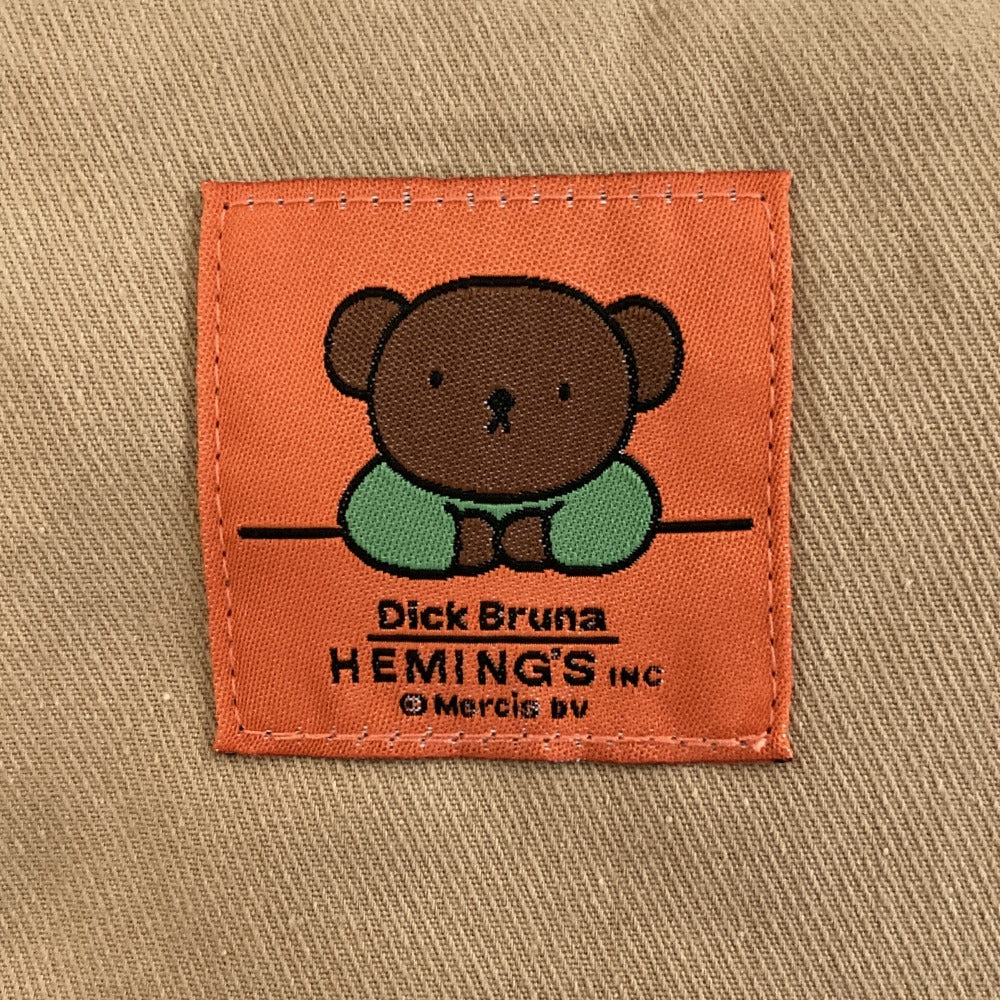 Dick Bruna
HEMING'S INC
© Mercis bv